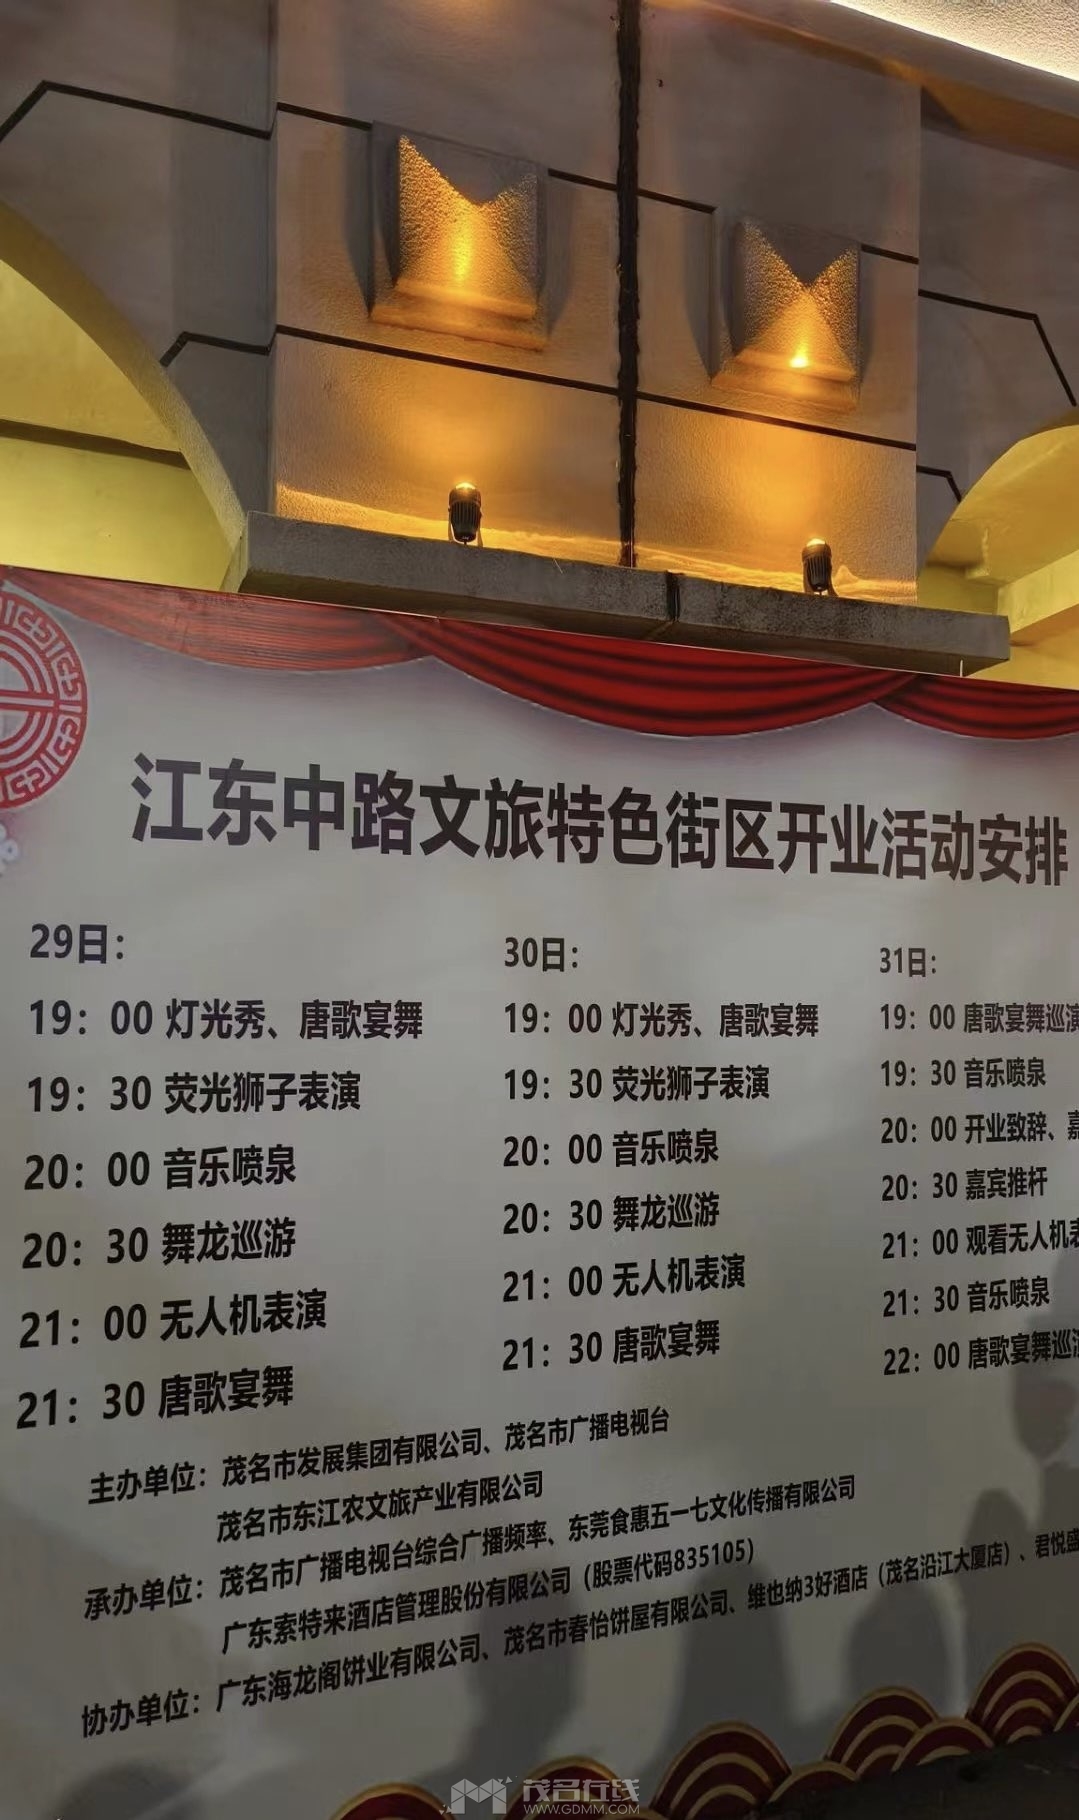 江东中路文旅特色街区开业活动安排
29日：
19：00 灯光秀、唐歌宴舞
19：30 荧光狮子表演
20：00 音乐喷泉
20：30 舞龙巡游
21：00 无人机表演
21：30 唐歌宴舞
30日：
19：00 灯光秀、唐歌宴舞
19：30 荧光狮子表演
20：00 音乐喷泉
20：30 舞龙巡游
21：00 无人机表演
21：30 唐歌宴舞
31日：
19：00 唐歌宴舞巡演
19：30 音乐喷泉
20：00 开业致辞、嘉
20：30 嘉宾推杆
21：00 观看无人机表
21：30 音乐喷泉
22：00 唐歌宴舞巡演
主办单位：茂名市发展集团有限公司、茂名市广播电视台
茂名市东江农文旅产业有限公司
承办单位：茂名市广播电视台综合广播频率、东莞食惠五一七文化传播有限公司
广东索特来酒店管理股份有限公司（股票代码835105）
协办单位：广东海龙阁饼业有限公司、茂名市春怡饼屋有限公司、维也纳3好酒店（茂名沿江大厦店）、君悦盛
茂名在线
WWW.GDMM.COM